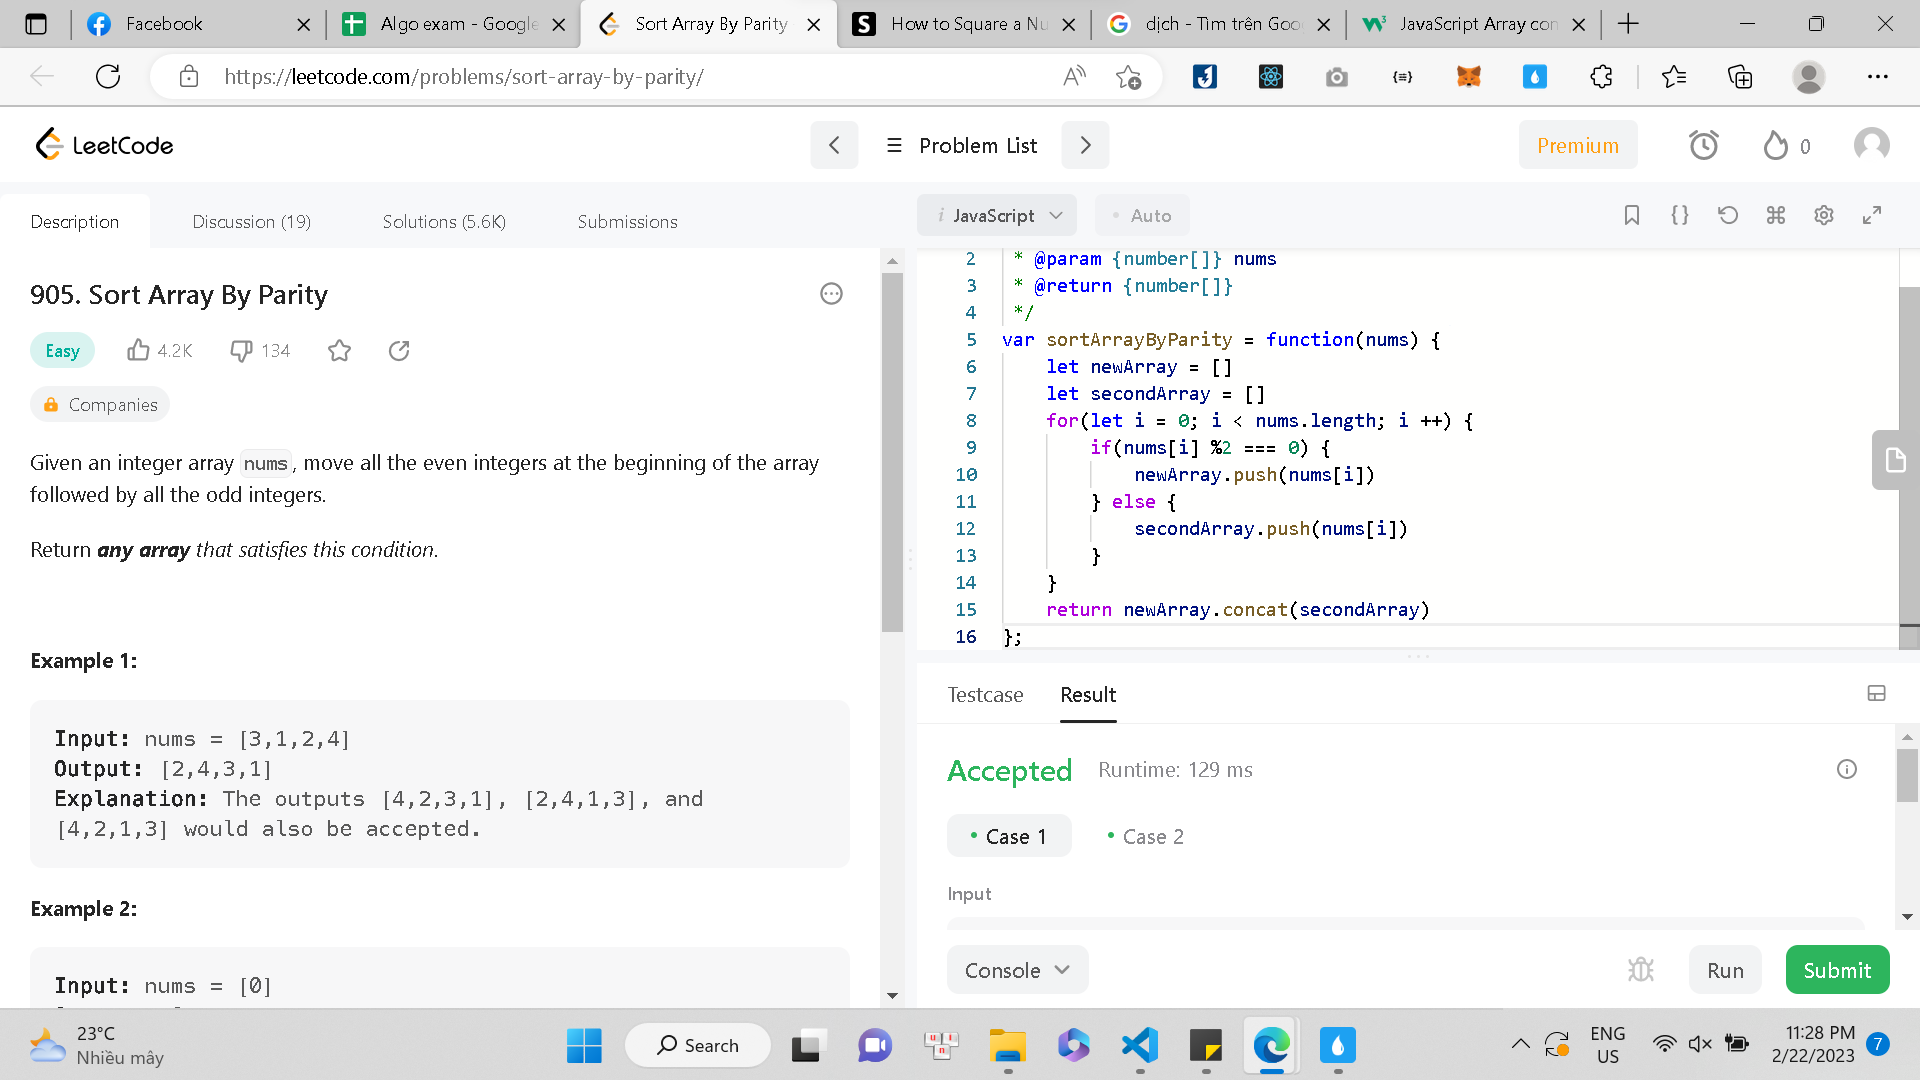 Facebook
Algo exam - Google
Sort Array By Parity
How to Square a Nu
dịch - Tìm trên Goo
JavaScript Array con
https://leetcode.com/problems/sort-array-by-parity/
LeetCode
Problem List
Premium
0
Description
Discussion (19)
Solutions (5.6K)
Submissions
i JavaScript
• Auto
905. Sort Array By Parity
Easy
4.2K
134
Companies
Given an integer array nums, move all the even integers at the beginning of the array
followed by all the odd integers.
Return any array that satisfies this condition.
Example 1:
Input: nums = [3,1,2,4]
Output: [2,4,3,1]
Explanation: The outputs [4,2,3,1], [2,4,1,3], and
[4,2,1,3] would also be accepted.
Example 2:
Input: nums = [0]
2 * @param {number[]} nums
3 * @return {number[]}
4 */
5 var sortArrayByParity = function(nums) {
6 let newArray = []
7 let secondArray = []
8 for(let i = 0; i < nums.length; i ++) {
9 if(nums[i] %2 === 0) {
10 newArray.push(nums[i])
11 } else {
12 secondArray.push(nums[i])
13 }
14 }
15 return newArray.concat(secondArray)
16 };
Testcase
Result
Accepted
Runtime: 129 ms
• Case 1
• Case 2
Input
Console
Run
Submit
23°C
Nhiều mây
Search
ENG
US
11:28 PM
2/22/2023
7